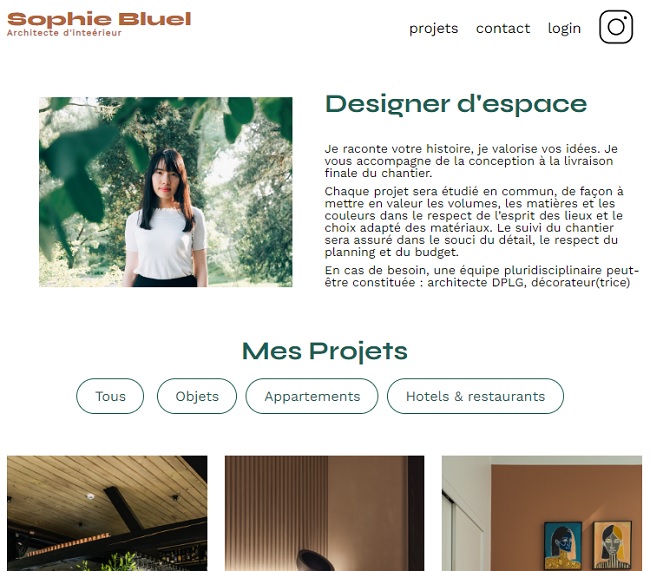 Sophie Bluel
Architecte d'inteérieur
projets contact login
Designer d'espace
Je raconte votre histoire, je valorise vos idées. Je
vous accompagne de la conception à la livraison
finale du chantier.
Chaque projet sera étudié en commun, de façon à
mettre en valeur les volumes, les matières et les
couleurs dans le respect de l'esprit des lieux et le
choix adapté des matériaux. Le suivi du chantier
sera assuré dans le souci du détail, le respect du
planning et du budget.
En cas de besoin, une équipe pluridisciplinaire peut-
être constituée : architecte DPLG, décorateur(trice)
Mes Projets
Tous Objets Appartements Hotels & restaurants